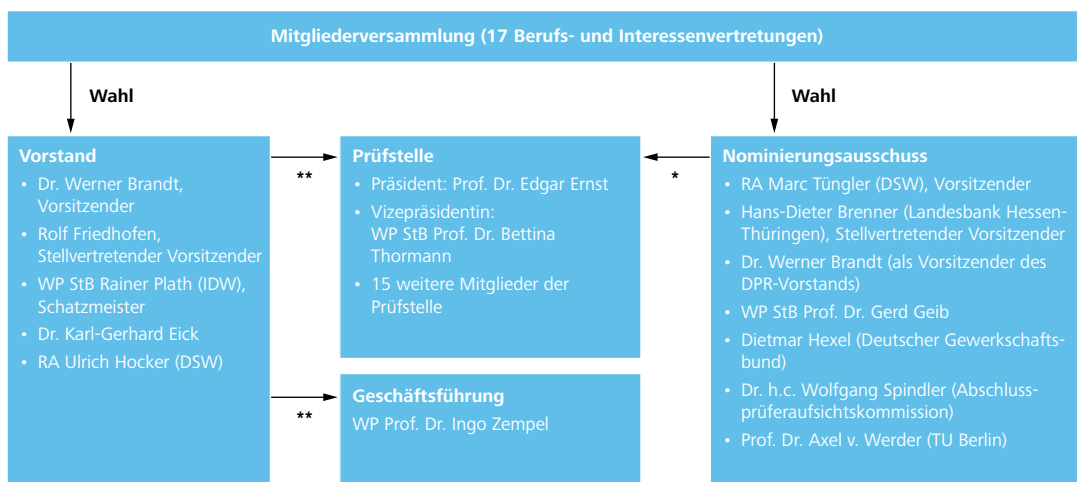 Mitgliederversammlung (17 Berufs- und Interessenvertretungen)
Wahl
Wahl
Vorstand
• Dr. Werner Brandt,
Vorsitzender
• Rolf Friedhofen,
Stellvertretender Vorsitzender
• WP StB Rainer Plath (IDW),
Schatzmeister
• Dr. Karl-Gerhard Eick
• RA Ulrich Hocker (DSW)
**
Prüfstelle
• Präsident: Prof. Dr. Edgar Ernst
• Vizepräsidentin:
WP StB Prof. Dr. Bettina
Thormann
• 15 weitere Mitglieder der
Prüfstelle
*
Nominierungsausschuss
• RA Marc Tüngler (DSW), Vorsitzender
• Hans-Dieter Brenner (Landesbank Hessen-
Thüringen), Stellvertretender Vorsitzender
• Dr. Werner Brandt (als Vorsitzender des
DPR-Vorstands)
• WP StB Prof. Dr. Gerd Geib
• Dietmar Hexel (Deutscher Gewerkschafts-
bund)
• Dr. h.c. Wolfgang Spindler (Abschluss-
prüferaufsichtskommission)
• Prof. Dr. Axel v. Werder (TU Berlin)
**
Geschäftsführung
WP Prof. Dr. Ingo Zempel